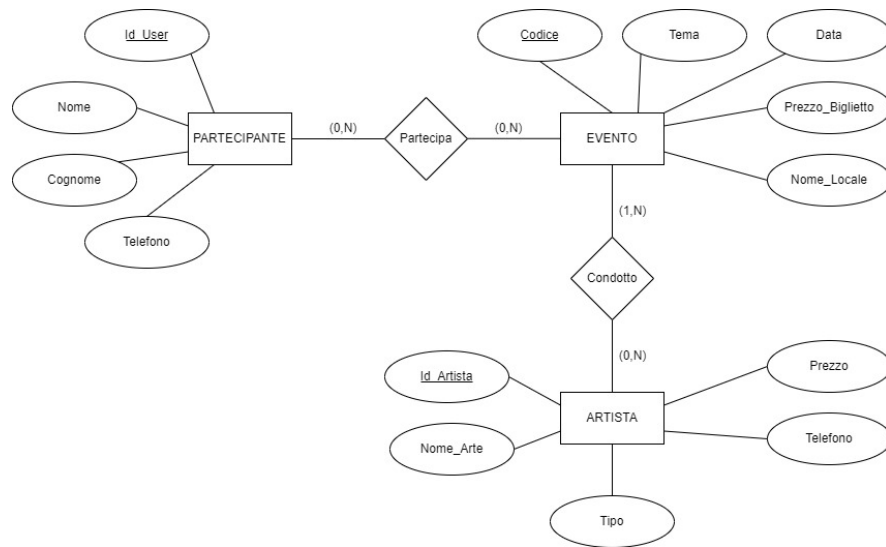 Id_User
Codice
Tema
Data
Nome
PARTECIPANTE
(0,N)
Partecipa
(0,N)
EVENTO
Prezzo_Biglietto
Cognome
Nome_Locale
Telefono
(1,N)
Condotto
(0,N)
Id_Artista
Prezzo
ARTISTA
Nome_Arte
Telefono
Tipo